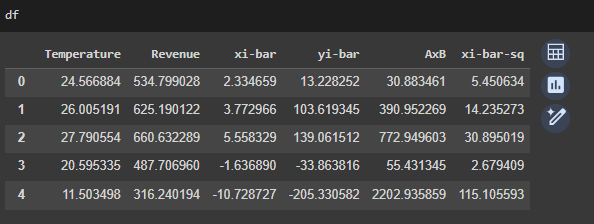 df
Temperature Revenue xi-bar yi-bar AxB xi-bar-sq
0 24.566884 534.799028 2.334659 13.228252 30.883461 5.450634
1 26.005191 625.190122 3.772966 103.619345 390.952269 14.235273
2 27.790554 660.632289 5.558329 139.061512 772.949603 30.895019
3 20.595335 487.706960 -1.636890 -33.863816 55.431345 2.679409
4 11.503498 316.240194 -10.728727 -205.330582 2202.935859 115.105593